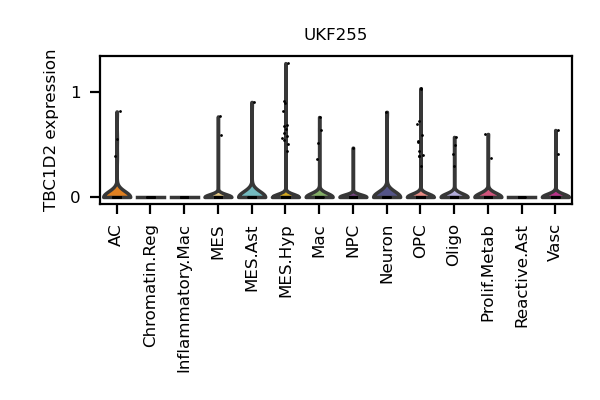 UKF255
TBC1D2 expression
1
0
AC
Chromatin.Reg
Inflammatory.Mac
MES
MES.Ast
MES.Hyp
Mac
NPC
Neuron
OPC
Oligo
Prolif.Metab
Reactive.Ast
Vasc